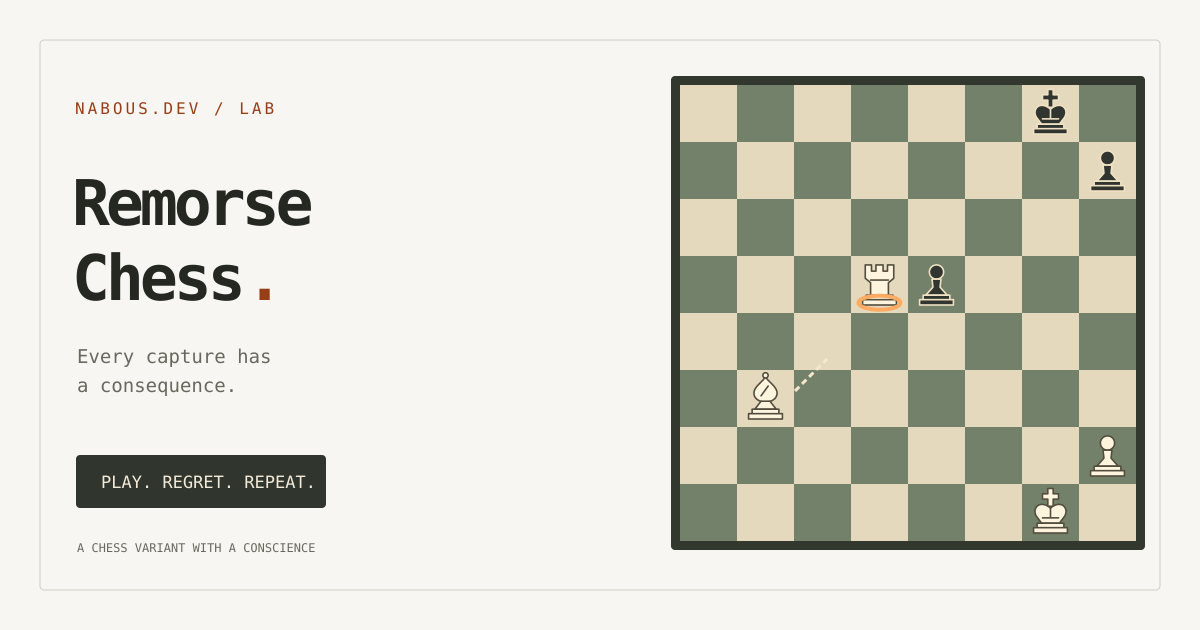 NABOUS.DEV / LAB
Remorse
Chess.
Every capture has
a consequence.
PLAY. REGRET. REPEAT.
A CHESS VARIANT WITH A CONSCIENCE